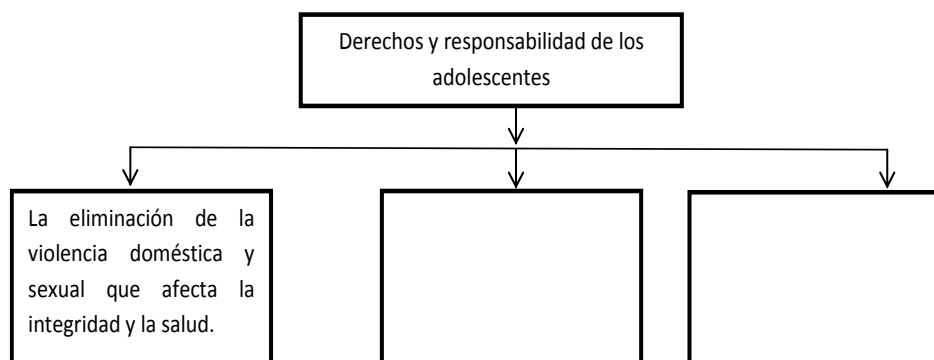 Derechos y responsabilidad de los
adolescentes
La eliminación de la
violencia doméstica y
sexual que afecta la
integridad y la salud.